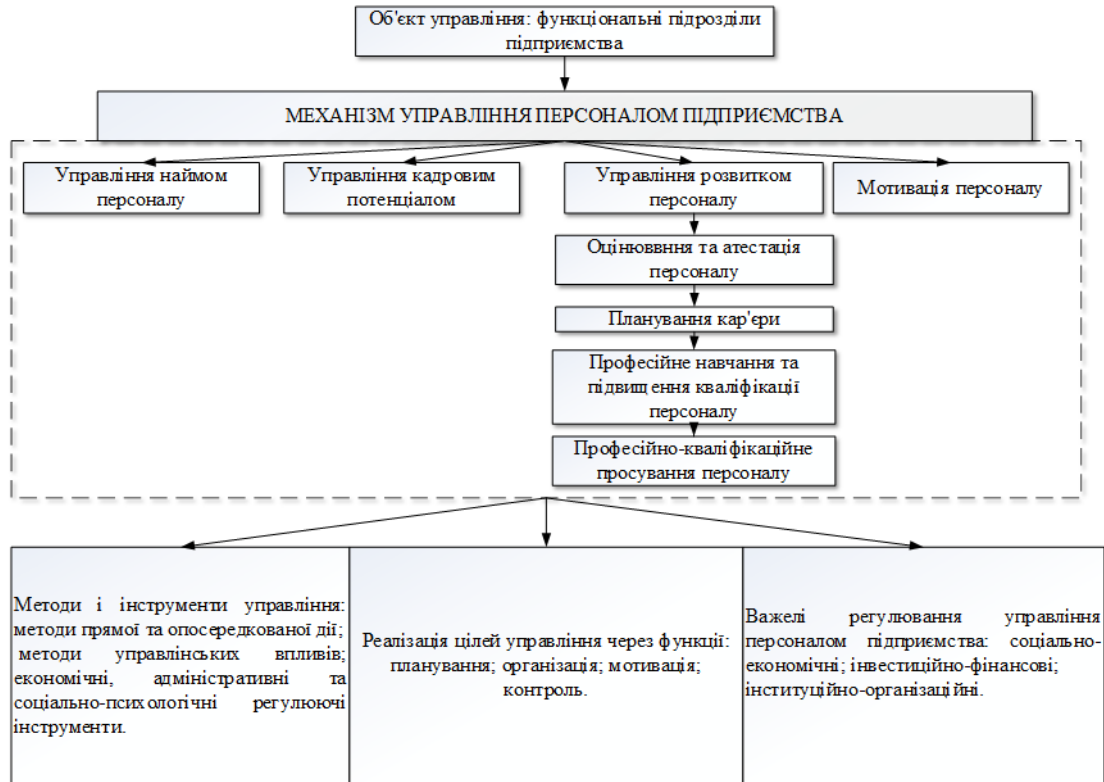 Об'єкт управління: функціональні підрозділи
підприємства
МЕХАНІЗМ УПРАВЛІННЯ ПЕРСОНАЛОМ ПІДПРИЄМСТВА
Управління наймом
персоналу
Управління кадровим
потенціалом
Управління розвитком
персоналу
Мотивація персоналу
Оцінюввння та атестація
персоналу
Планування кар'єри
Професійне навчання та
підвищення кваліфікації
персоналу
Професійно-кваліфікаційне
просування персоналу
Методи і інструменти управління:
методи прямої та опосередкованої дії;
методи управлінських впливів;
економічні, адміністративні та
соціально-психологічні регулюючі
інструменти.
Реалізація цілей управління через функції:
планування; організація; мотивація;
контроль.
Важелі регулювання управління
персоналом підприємства: соціально-
економічні; інвестиційно-фінансові;
інституційно-організаційні.